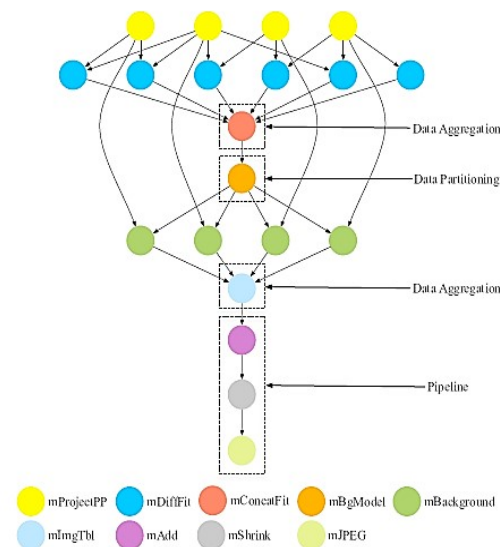 Data Aggregation
Data Partitioning
Data Aggregation
Pipeline
mProjectPP mDiffFit mConcatFit mBgModel mBackground
mImgTbl mAdd mShrink mJPEG